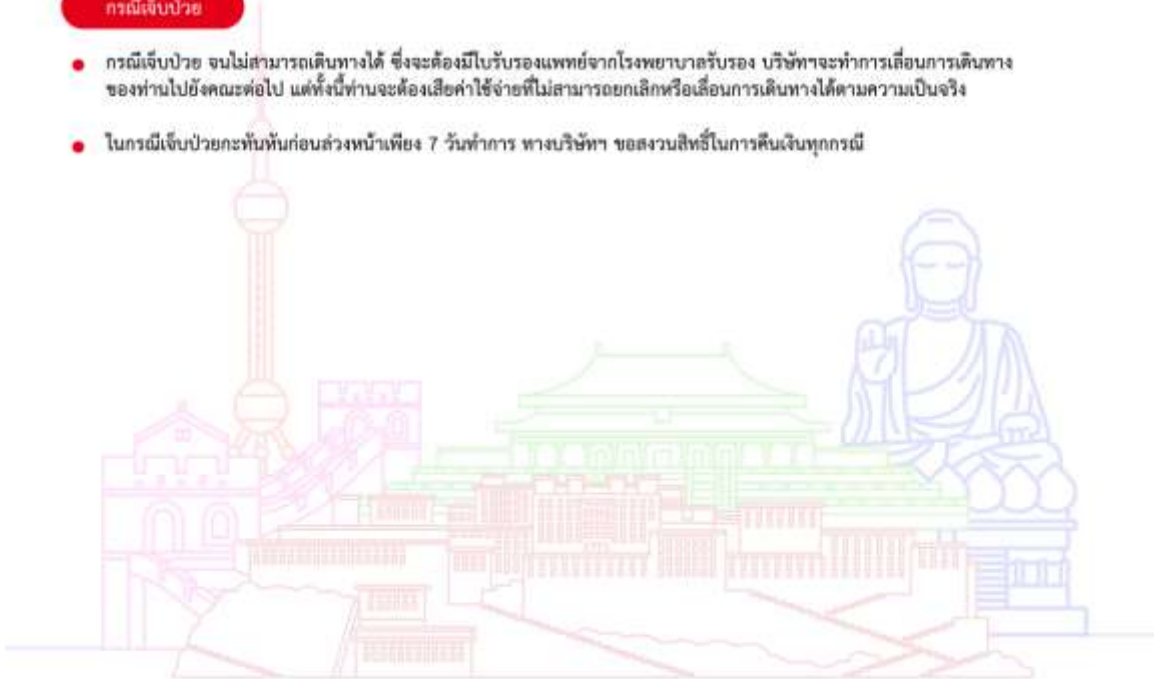 กรณีเจ็บป่วย
กรณีเจ็บป่วย จนไม่สามารถเดินทางได้ ซึ่งจะต้องมีใบรับรองแพทย์จากโรงพยาบาลรับรอง บริษัทฯจะทำการเลื่อนการเดินทาง
ของท่านไปยังคณะต่อไป แต่ทั้งนี้ท่านจะต้องเสียค่าใช้จ่ายที่ไม่สามารถยกเลิกหรือเลื่อนการเดินทางได้ตามความเป็นจริง
ในกรณีเจ็บป่วยกะทันหันก่อนล่วงหน้าเพียง 7 วันทำการ ทางบริษัทฯ ขอสงวนสิทธิ์ในการคืนเงินทุกกรณี